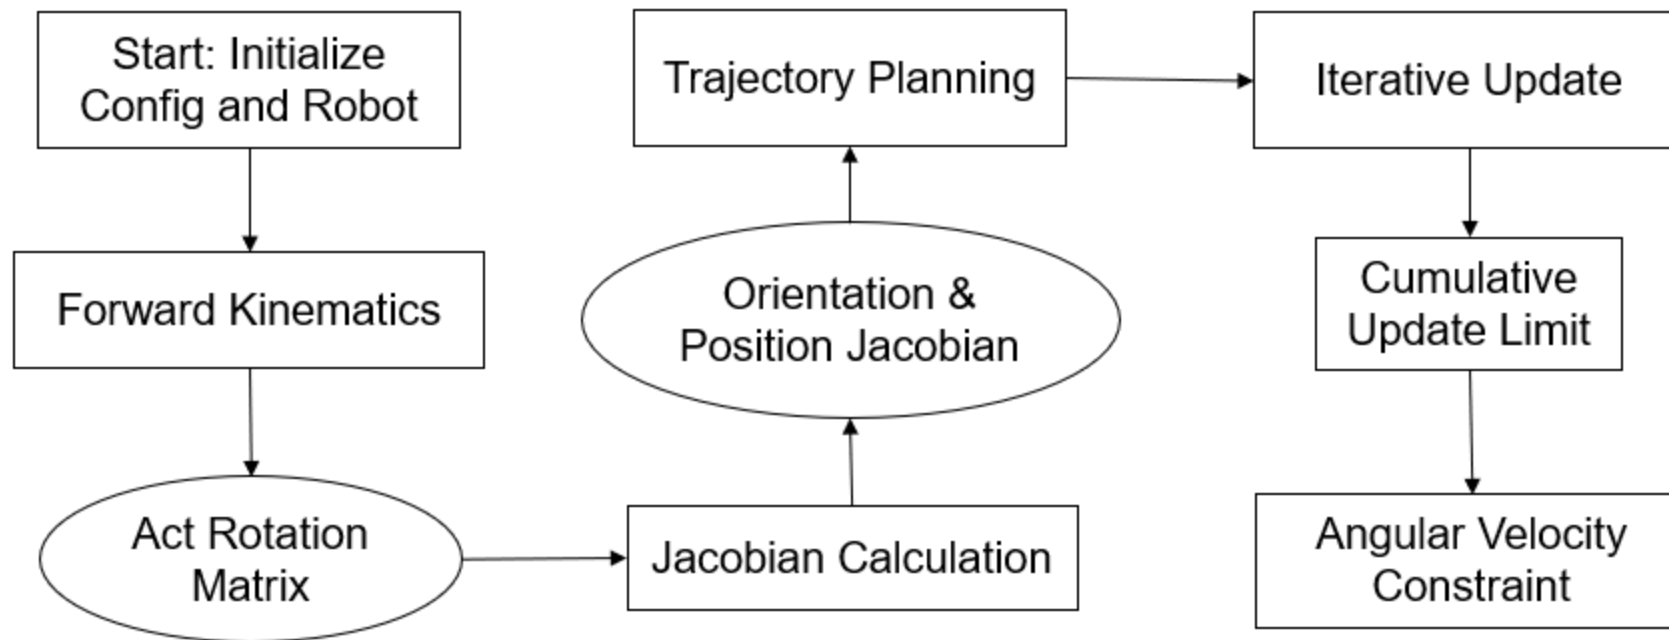 Start: Initialize
Config and Robot
Forward Kinematics
Act Rotation
Matrix
Jacobian Calculation
Orientation &
Position Jacobian
Trajectory Planning
Iterative Update
Cumulative
Update Limit
Angular Velocity
Constraint